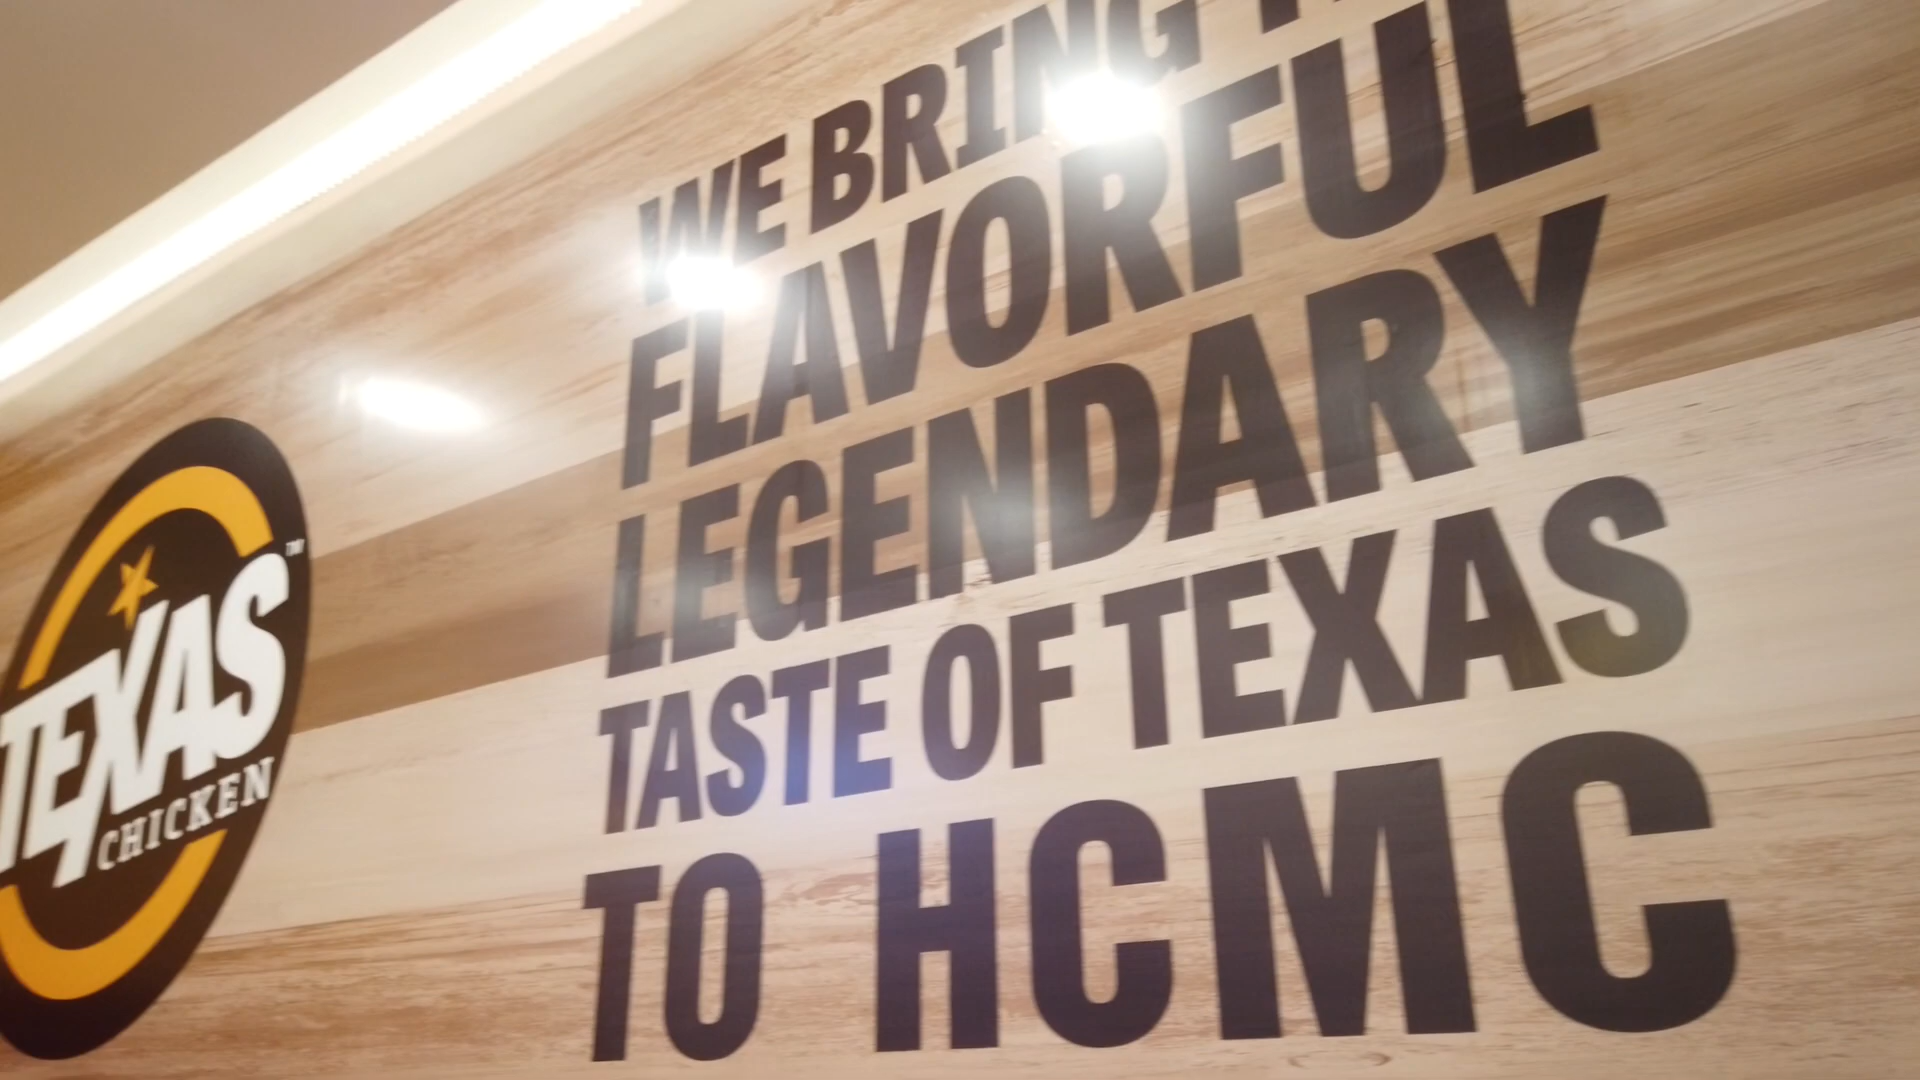 TEXAS
CHICKEN
WE BRING
FLAVORFUL
LEGENDARY
TASTE OF TEXAS
TO HCMC